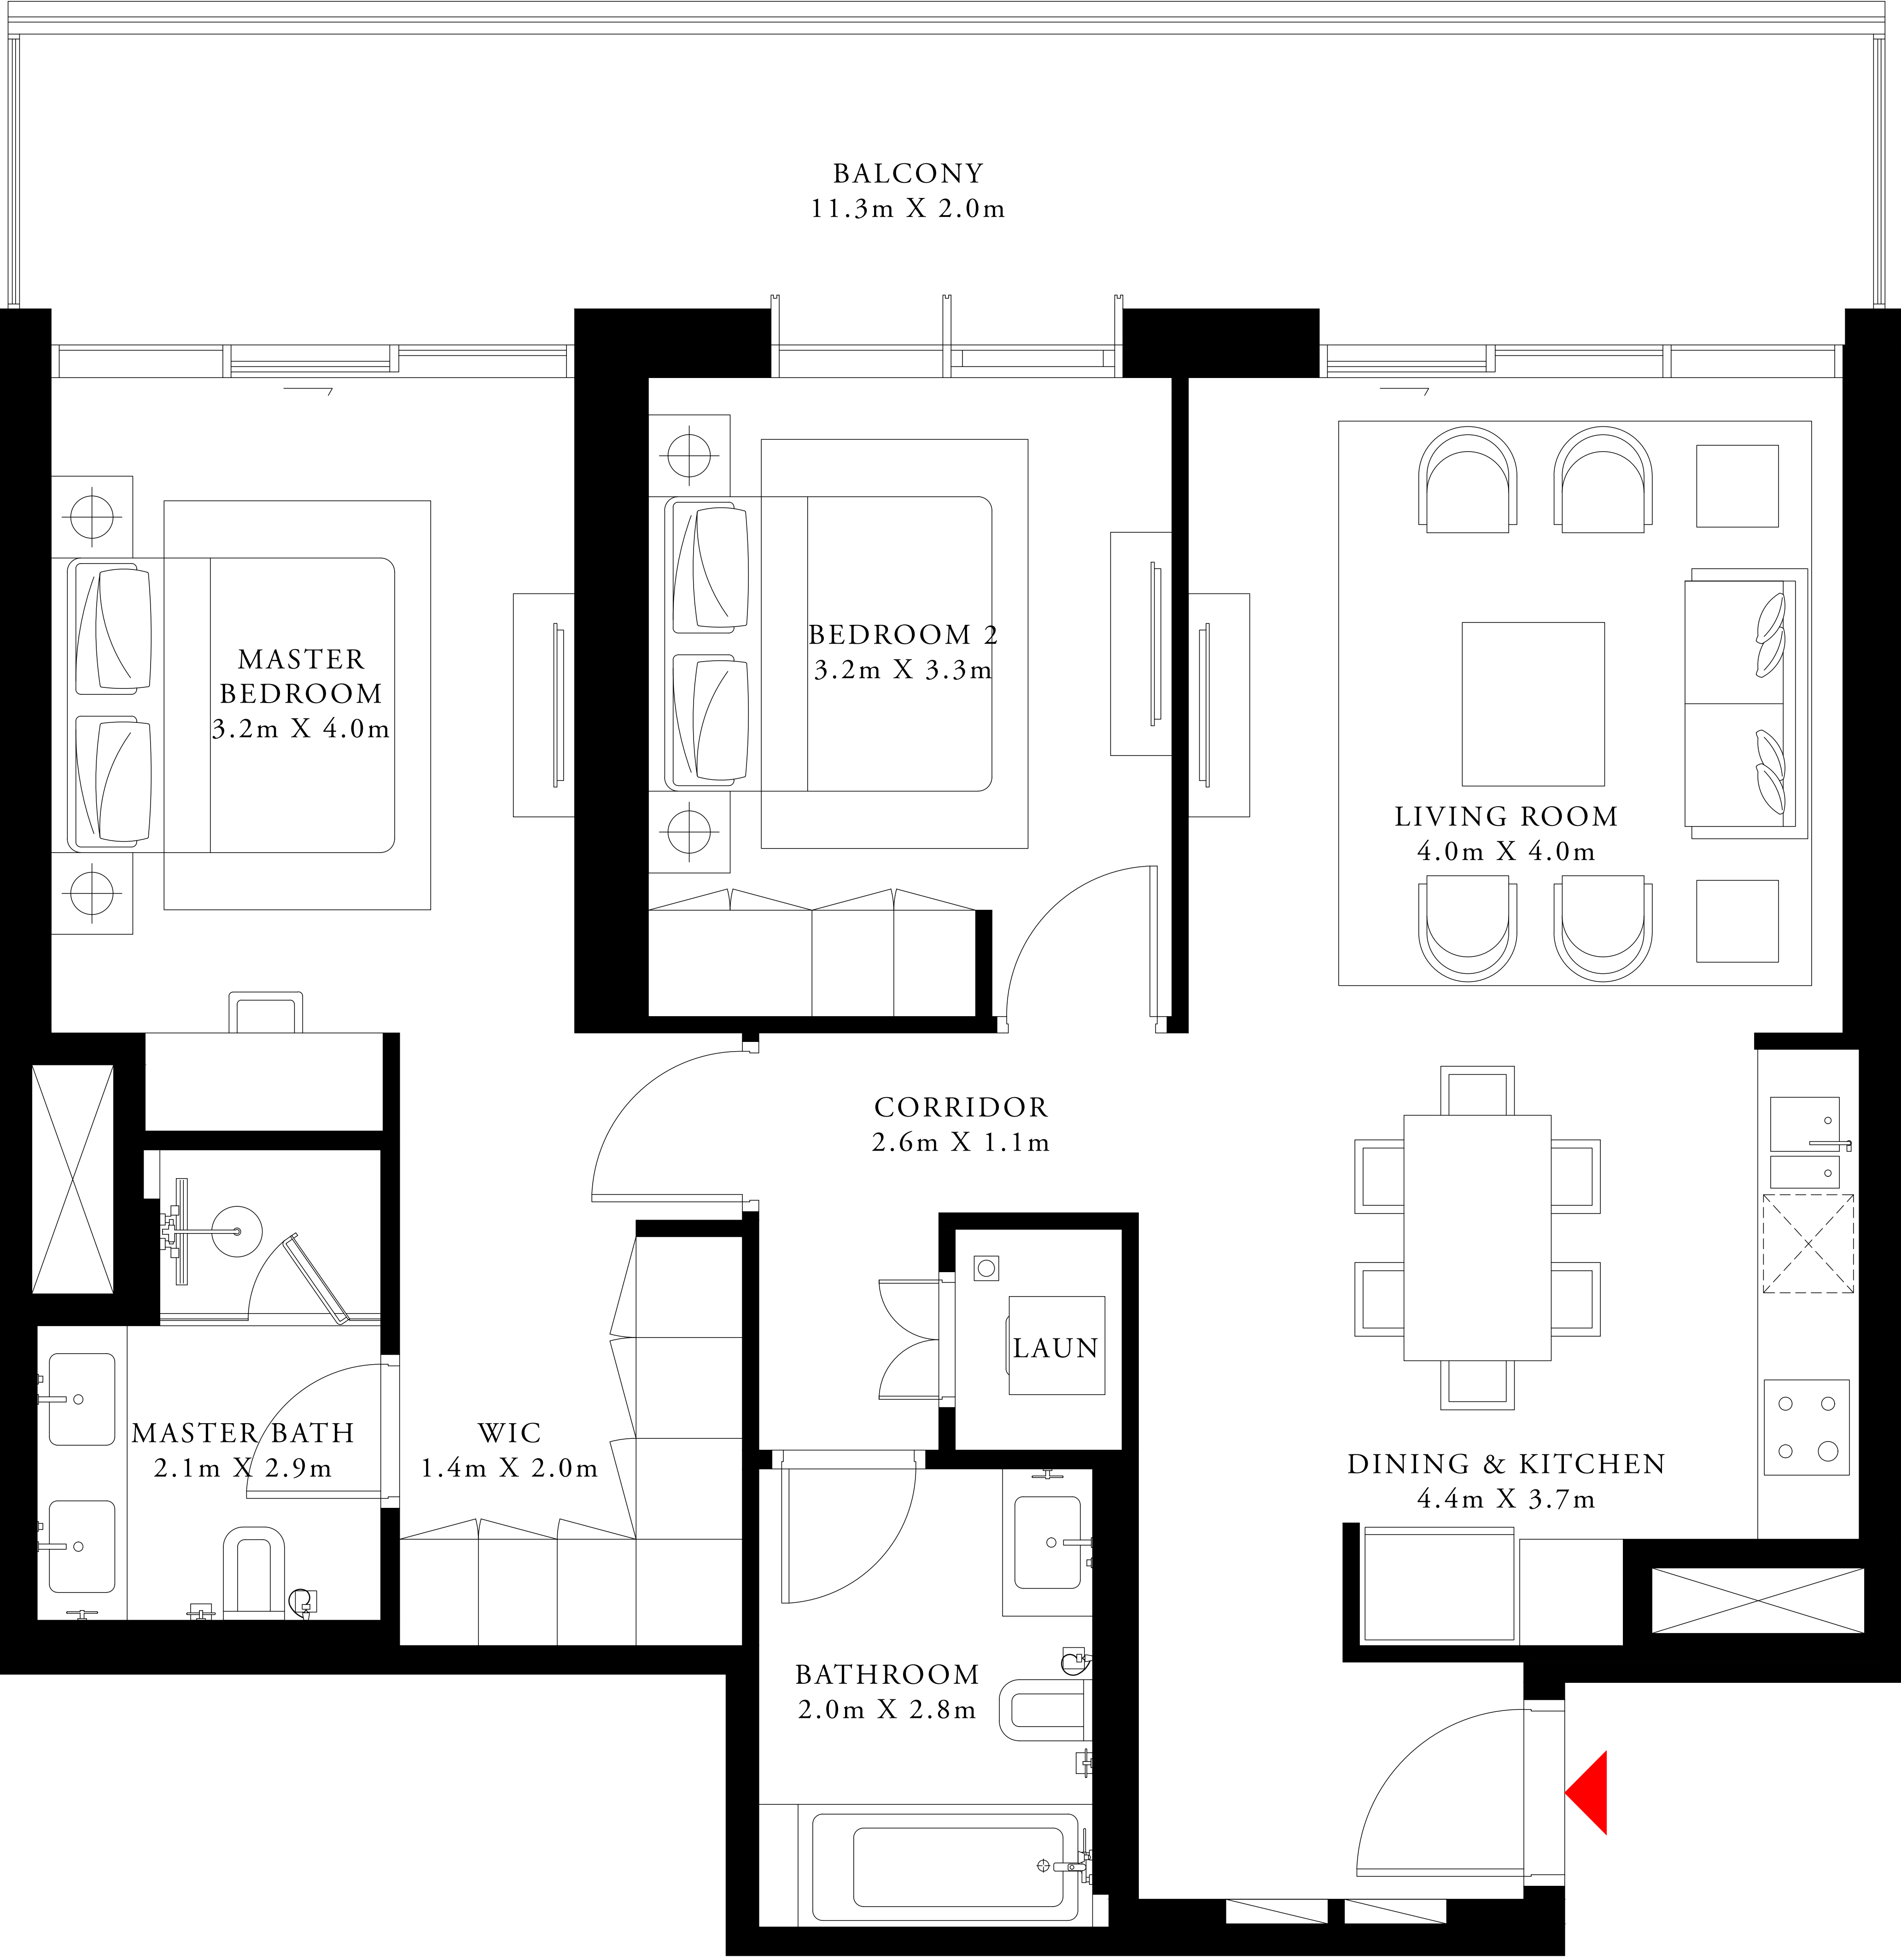 BALCONY
11.3m X 2.0m
MASTER
BEDROOM
3.2m X 4.0m
BEDROOM 2
3.2m X 3.3m
LIVING ROOM
4.0m X 4.0m
CORRIDOR
2.6m X 1.1m
LAUN
MASTER BATH
2.1m X 2.9m
WIC
1.4m X 2.0m
DINING & KITCHEN
4.4m X 3.7m
BATHROOM
2.0m X 2.8m